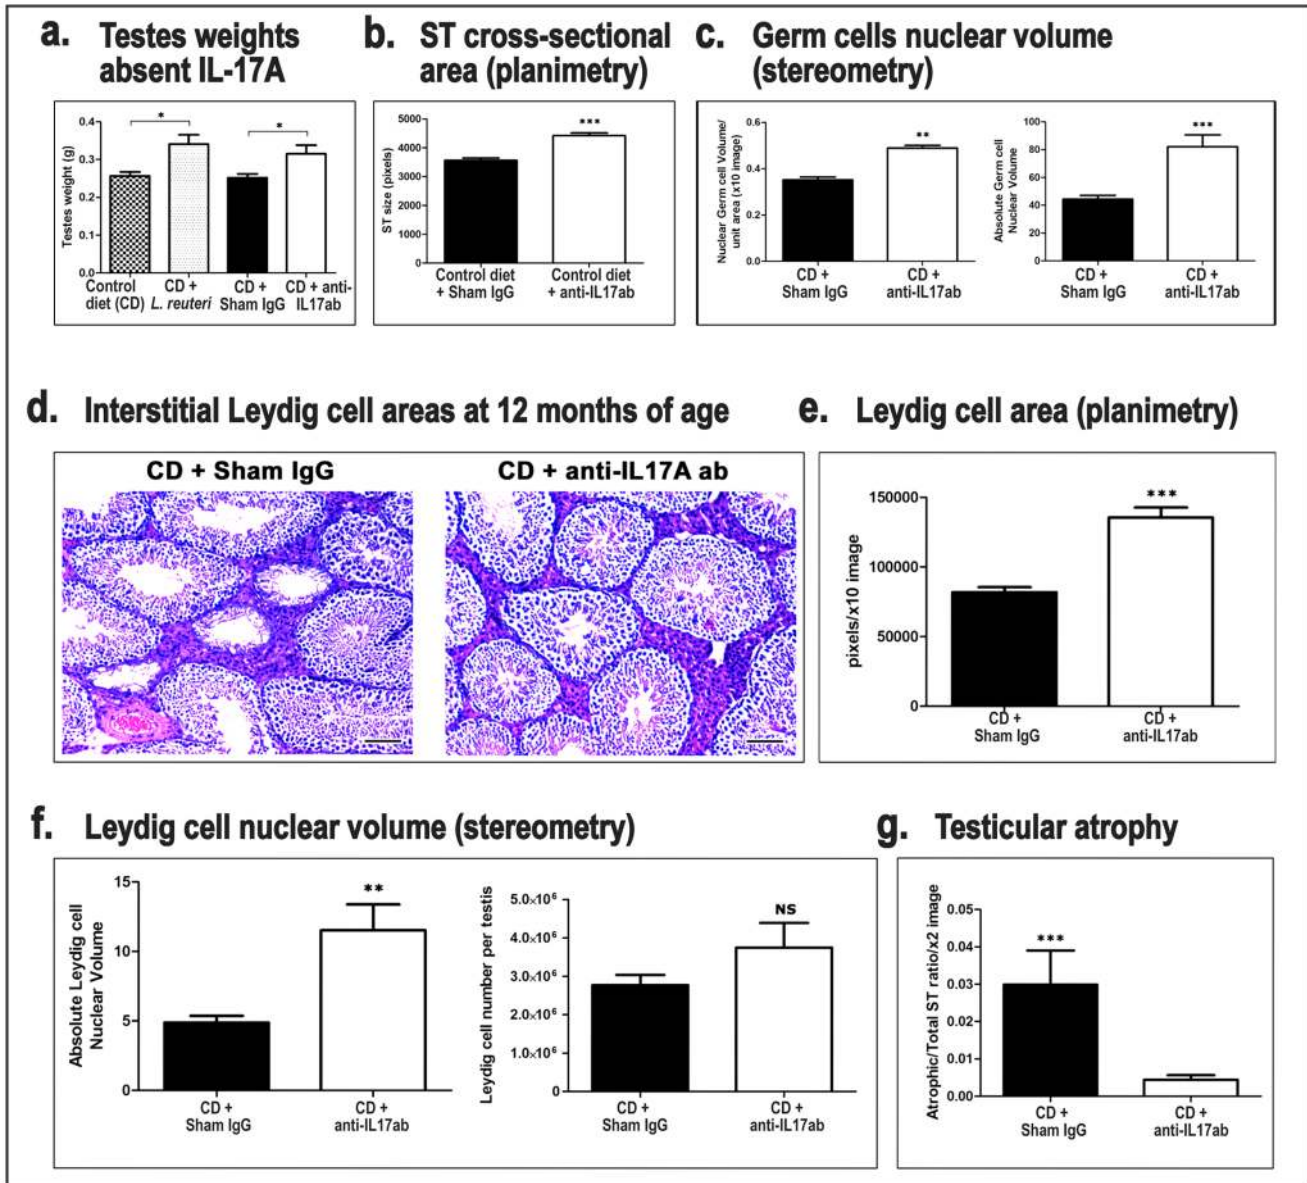 a. Testes weights
absent IL-17A
Testes weight (g)
0.4
0.3
0.2
0.1
0.0
*
*
Control
diet (CD)
CD +
L. reuteri
CD +
Sham IgG
CD + anti-
IL17ab
b. ST cross-sectional
area (planimetry)
ST size (pixels)
5000
4000
3000
2000
1000
0
***
Control diet
+ Sham IgG
Control diet
+ anti-IL17ab
c. Germ cells nuclear volume
(stereometry)
Nuclear Germ cell Volume/
unit area (x10 image)
0.6
0.4
0.2
0.0
**
CD +
Sham IgG
CD +
anti-IL17ab
Absolute Germ cell
Nuclear Volume
100
80
60
40
20
0
***
CD +
Sham IgG
CD +
anti-IL17ab
d. Interstitial Leydig cell areas at 12 months of age
CD + Sham IgG
CD + anti-IL17A ab
e. Leydig cell area (planimetry)
pixels/x10 image
150000
100000
50000
0
***
CD +
Sham IgG
CD +
anti-IL17ab
f. Leydig cell nuclear volume (stereometry)
Absolute Leydig cell
Nuclear Volume
15
10
5
0
**
CD +
Sham IgG
CD +
anti-IL17ab
Leydig cell number per testis
5.0×10⁶
4.0×10⁶
3.0×10⁶
2.0×10⁶
1.0×10⁶
0
NS
CD +
Sham IgG
CD +
anti-IL17ab
g. Testicular atrophy
Atrophic/Total ST ratio/x2 image
0.05
0.04
0.03
0.02
0.01
0.00
***
CD +
Sham IgG
CD +
anti-IL17ab